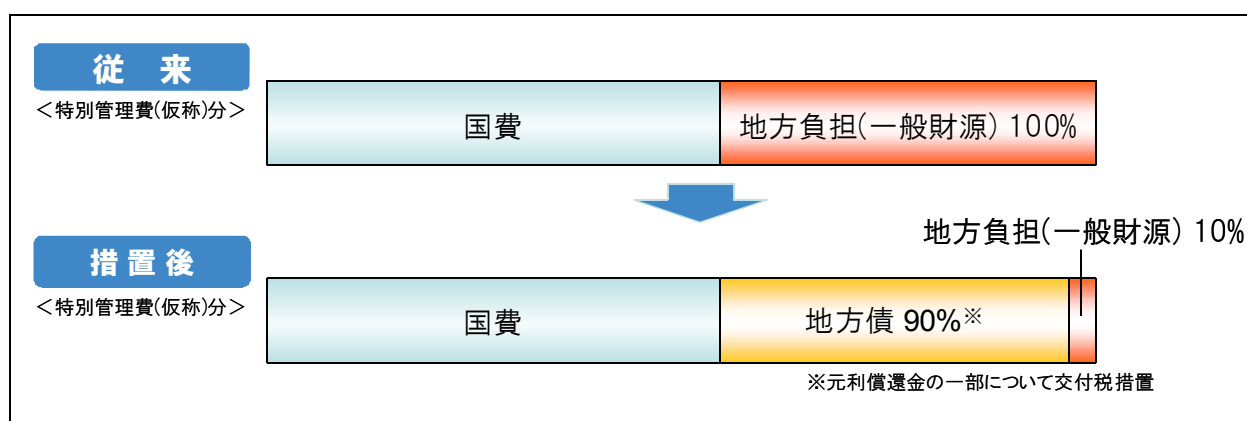 従 来
＜特別管理費(仮称)分＞
国費
地方負担(一般財源) 100%
地方負担(一般財源) 10%
措置後
＜特別管理費(仮称)分＞
国費
地方債 90%※
※元利償還金の一部について交付税措置